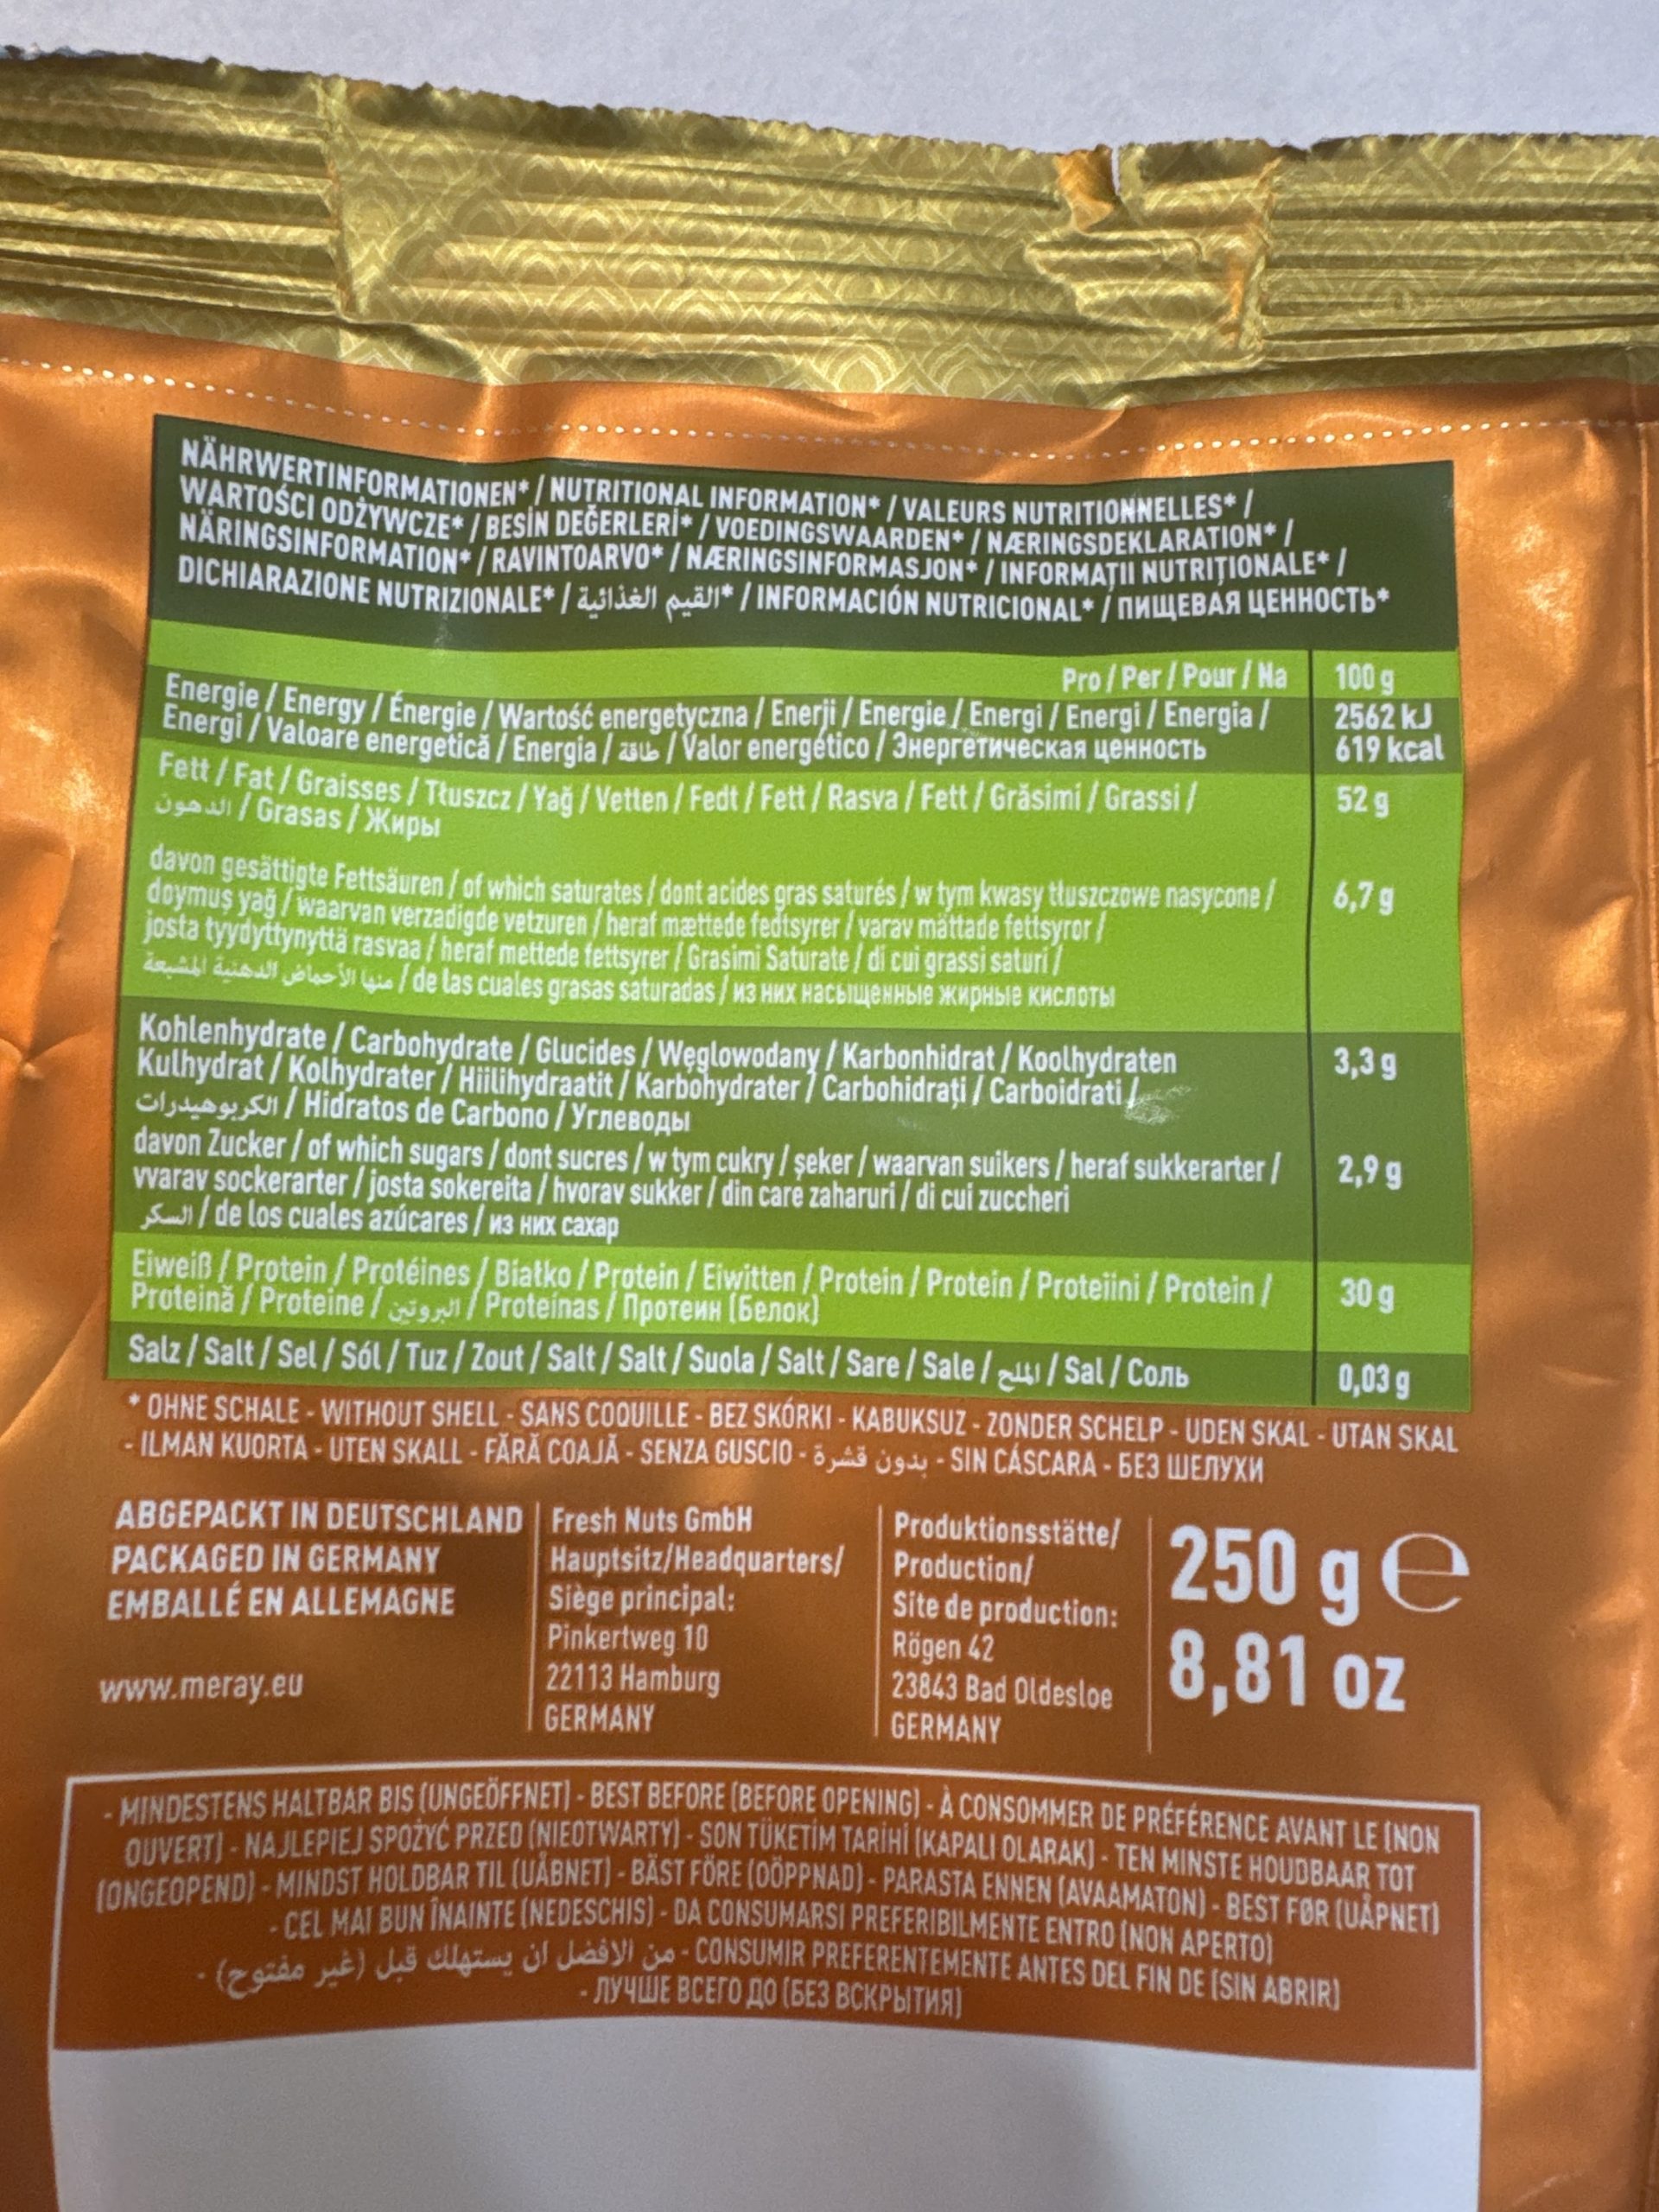 NÄHRWERTINFORMATIONEN* / NUTRITIONAL INFORMATION* / VALEURS NUTRITIONNELLES* /
WARTOŚCI ODŻYWCZE* / BESİN DEĞERLERİ* / VOEDINGSWAARDEN* / NÆRINGSDEKLARATION* /
NÄRINGSINFORMATION* / RAVINTOARVO* / NÆRINGSINFORMASJON* / INFORMAȚII NUTRIȚIONALE* /
DICHIARAZIONE NUTRIZIONALE* / القيم الغذائية* / INFORMACIÓN NUTRICIONAL* / ПИЩЕВАЯ ЦЕННОСТЬ*
Pro / Per / Pour / Na 100 g
Energie / Energy / Énergie / Wartość energetyczna / Enerji / Energie / Energi / Energi / Energia / 2562 kJ
Energi / Valoare energetică / Energia / طاقة / Valor energético / Энергетическая ценность 619 kcal
Fett / Fat / Graisses / Tłuszcz / Yağ / Vetten / Fedt / Fett / Rasva / Fett / Grăsimi / Grassi / 52 g
الدهون / Grasas / Жиры
davon gesättigte Fettsäuren / of which saturates / dont acides gras saturés / w tym kwasy tłuszczowe nasycone / 6,7 g
doymuş yağ / waarvan verzadigde vetzuren / heraf mættede fedtsyrer / varav mättade fettsyror /
josta tyydyttynyttä rasvaa / heraf mettede fettsyrer / Grasimi Saturate / di cui grassi saturi /
منها الأحماض الدهنية المشبعة / de las cuales grasas saturadas / из них насыщенные жирные кислоты
Kohlenhydrate / Carbohydrate / Glucides / Węglowodany / Karbonhidrat / Koolhydraten 3,3 g
Kulhydrat / Kolhydrater / Hiilihydraatit / Karbohydrater / Carbohidrați / Carboidrati /
الكربوهيدرات / Hidratos de Carbono / Углеводы
davon Zucker / of which sugars / dont sucres / w tym cukry / şeker / waarvan suikers / heraf sukkerarter / 2,9 g
vvarav sockerarter / josta sokereita / hvorav sukker / din care zaharuri / di cui zuccheri
السكر / de los cuales azúcares / из них сахар
Eiweiß / Protein / Protéines / Białko / Protein / Eiwitten / Protein / Protein / Proteiini / Protein / 30 g
Proteină / Proteine / البروتين / Proteínas / Протеин (Белок)
Salz / Salt / Sel / Sól / Tuz / Zout / Salt / Salt / Suola / Salt / Sare / Sale / الملح / Sal / Соль 0,03 g
* OHNE SCHALE - WITHOUT SHELL - SANS COQUILLE - BEZ SKÓRKI - KABUKSUZ - ZONDER SCHELP - UDEN SKAL - UTAN SKAL
- ILMAN KUORTA - UTEN SKALL - FĂRĂ COAJĂ - SENZA GUSCIO - بدون قشرة - SIN CÁSCARA - БЕЗ ШЕЛУХИ
ABGEPACKT IN DEUTSCHLAND
PACKAGED IN GERMANY
EMBALLÉ EN ALLEMAGNE
www.meray.eu
Fresh Nuts GmbH
Hauptsitz/Headquarters/
Siège principal:
Pinkertweg 10
22113 Hamburg
GERMANY
Produktionsstätte/
Production/
Site de production:
Rögen 42
23843 Bad Oldesloe
GERMANY
250 g e
8,81 oz
- MINDESTENS HALTBAR BIS (UNGEÖFFNET) - BEST BEFORE (BEFORE OPENING) - À CONSOMMER DE PRÉFÉRENCE AVANT LE (NON
OUVERT) - NAJLEPIEJ SPOŻYĆ PRZED (NIEOTWARTY) - SON TÜKETİM TARİHİ (KAPALI OLARAK) - TEN MINSTE HOUDBAAR TOT
(ONGEOPEND) - MINDST HOLDBAR TIL (UÅBNET) - BÄST FÖRE (OÖPPNAD) - PARASTA ENNEN (AVAAMATON) - BEST FØR (UÅPNET)
- CEL MAI BUN ÎNAINTE (NEDESCHIS) - DA CONSUMARSI PREFERIBILMENTE ENTRO (NON APERTO)
- من الافضل ان يستهلك قبل (غير مفتوح) - CONSUMIR PREFERENTEMENTE ANTES DEL FIN DE (SIN ABRIR)
- ЛУЧШЕ ВСЕГО ДО (БЕЗ ВСКРЫТИЯ)